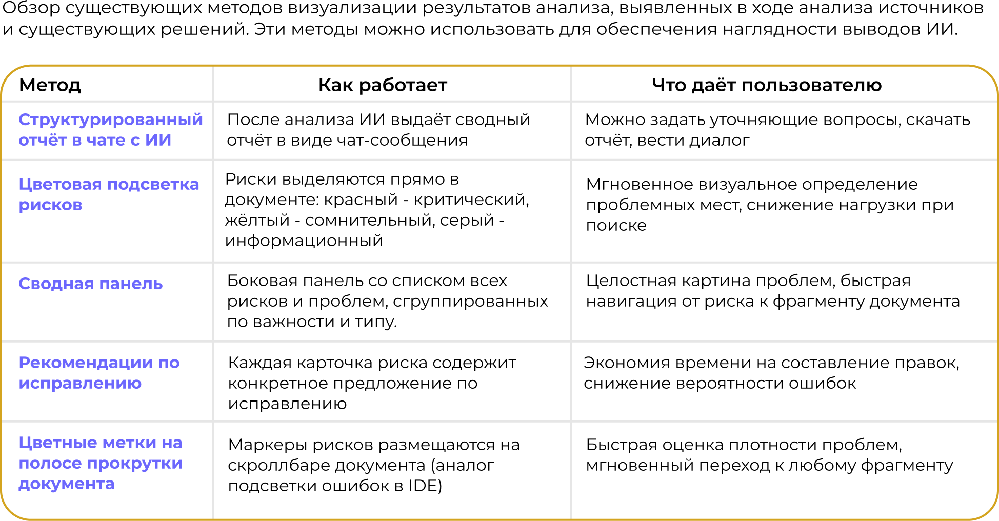 Обзор существующих методов визуализации результатов анализа, выявленных в ходе анализа источников
и существующих решений. Эти методы можно использовать для обеспечения наглядности выводов ИИ.
Метод
Как работает
Что даёт пользователю
Структурированный
отчёт в чате с ИИ
После анализа ИИ выдаёт сводный
отчёт в виде чат-сообщения
Можно задать уточняющие вопросы, скачать
отчёт, вести диалог
Цветовая подсветка
рисков
Риски выделяются прямо в
документе: красный - критический,
жёлтый - сомнительный, серый -
информационный
Мгновенное визуальное определение
проблемных мест, снижение нагрузки при
поиске
Сводная панель
Боковая панель со списком всех
рисков и проблем, сгруппированных
по важности и типу.
Целостная картина проблем, быстрая
навигация от риска к фрагменту документа
Рекомендации по
исправлению
Каждая карточка риска содержит
конкретное предложение по
исправлению
Экономия времени на составление правок,
снижение вероятности ошибок
Цветные метки на
полосе прокрутки
документа
Маркеры рисков размещаются на
скроллбаре документа (аналог
подсветки ошибок в IDE)
Быстрая оценка плотности проблем,
мгновенный переход к любому фрагменту